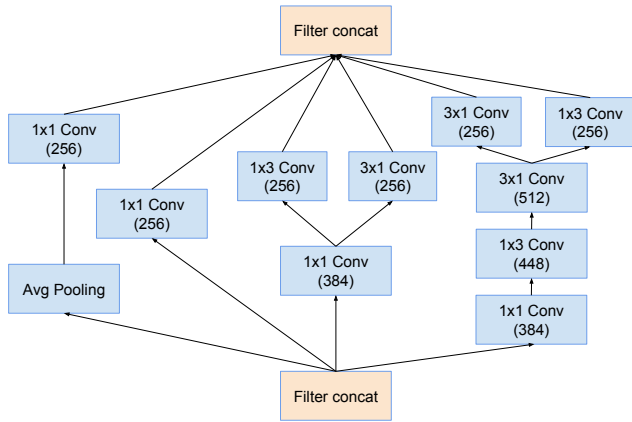 Filter concat
3x1 Conv
(256)
1x3 Conv
(256)
1x1 Conv
(256)
1x3 Conv
(256)
3x1 Conv
(256)
3x1 Conv
(512)
1x1 Conv
(256)
1x3 Conv
(448)
1x1 Conv
(384)
Avg Pooling
1x1 Conv
(384)
Filter concat